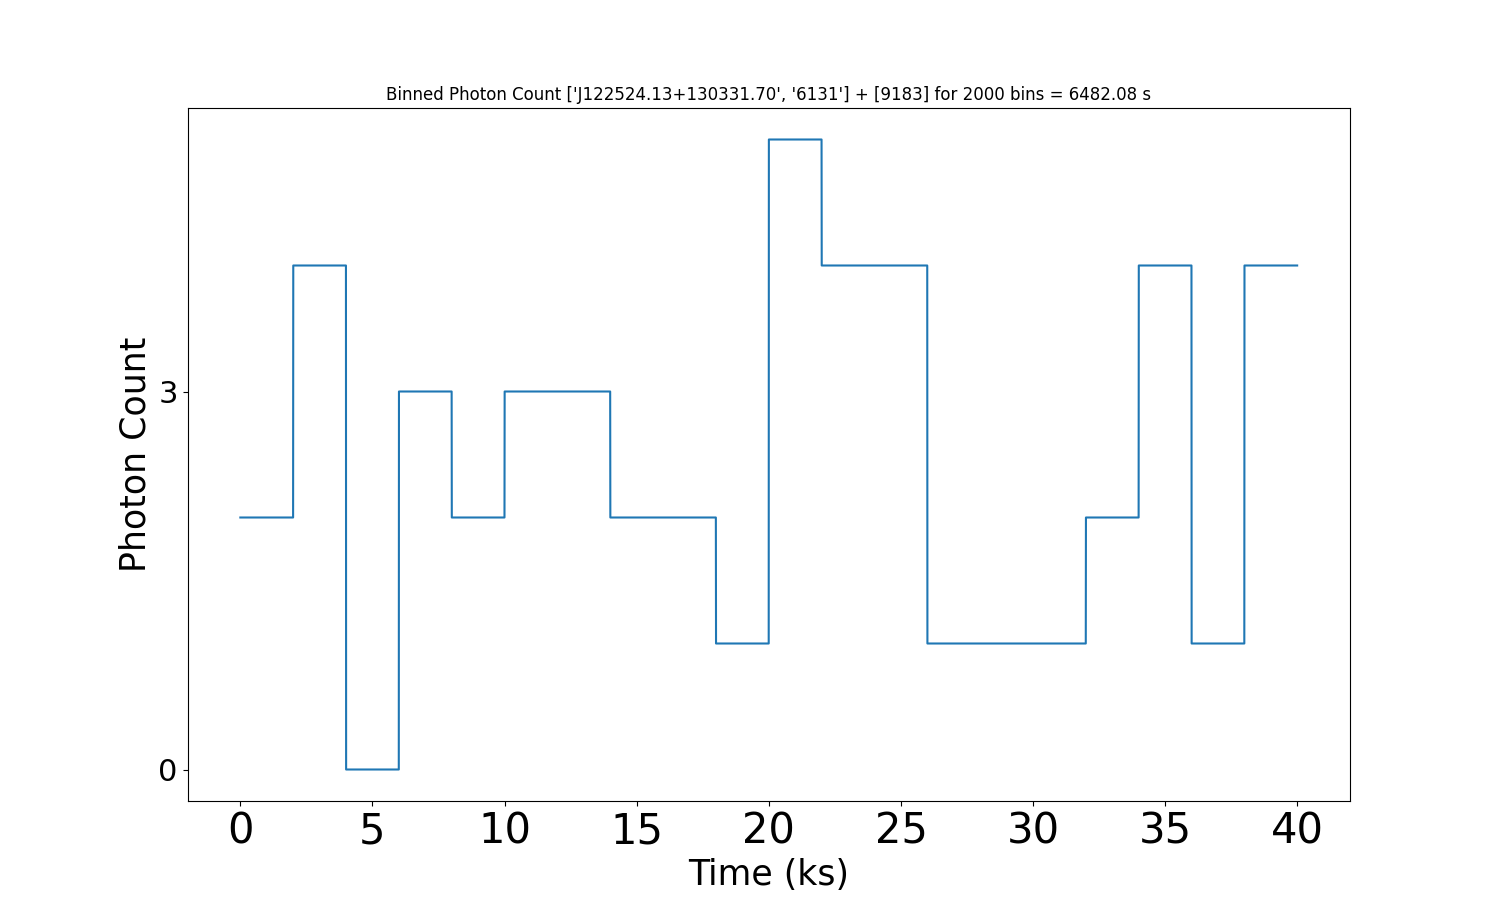 Binned Photon Count ['J122524.13+130331.70', '6131'] + [9183] for 2000 bins = 6482.08 s
Photon Count
3
0
0 5 10 15 20 25 30 35 40
Time (ks)